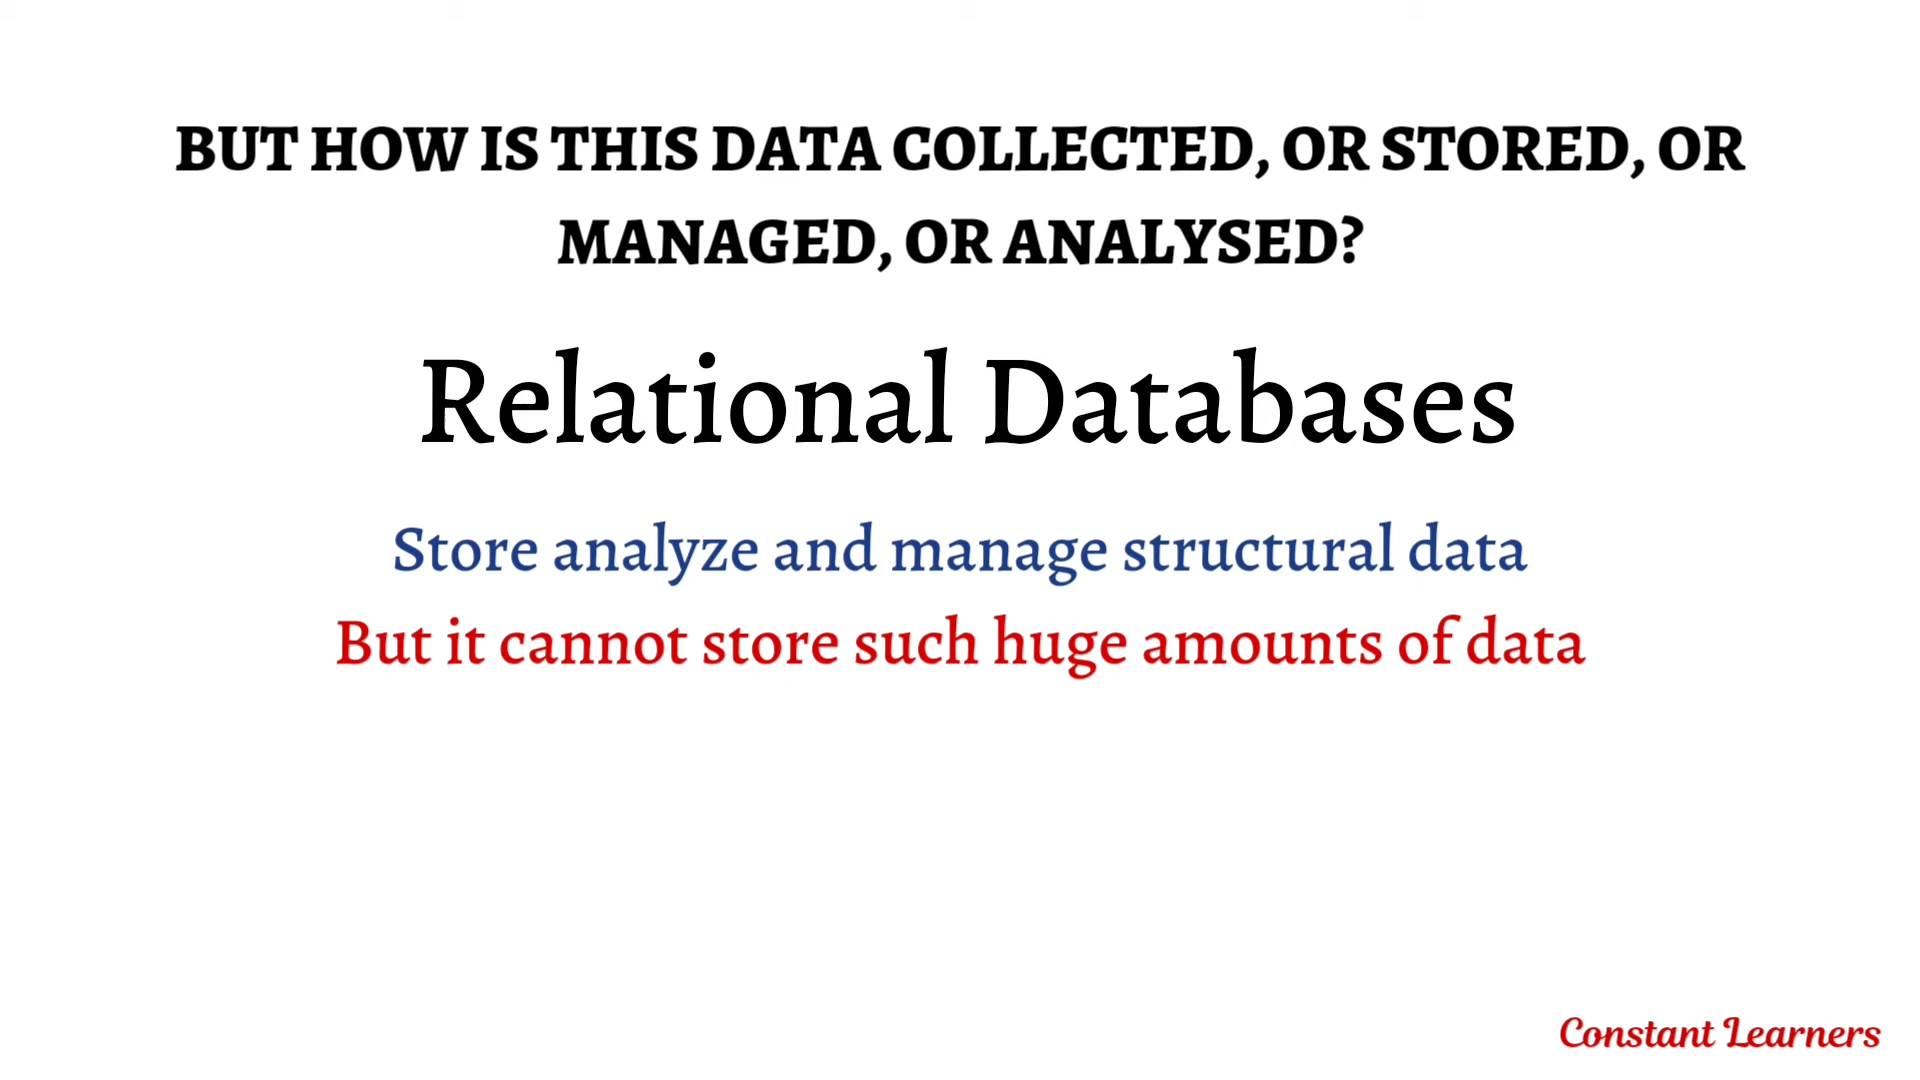 BUT HOW IS THIS DATA COLLECTED, OR STORED, OR
MANAGED, OR ANALYSED?
Relational Databases
Store analyze and manage structural data
But it cannot store such huge amounts of data
Constant Learners